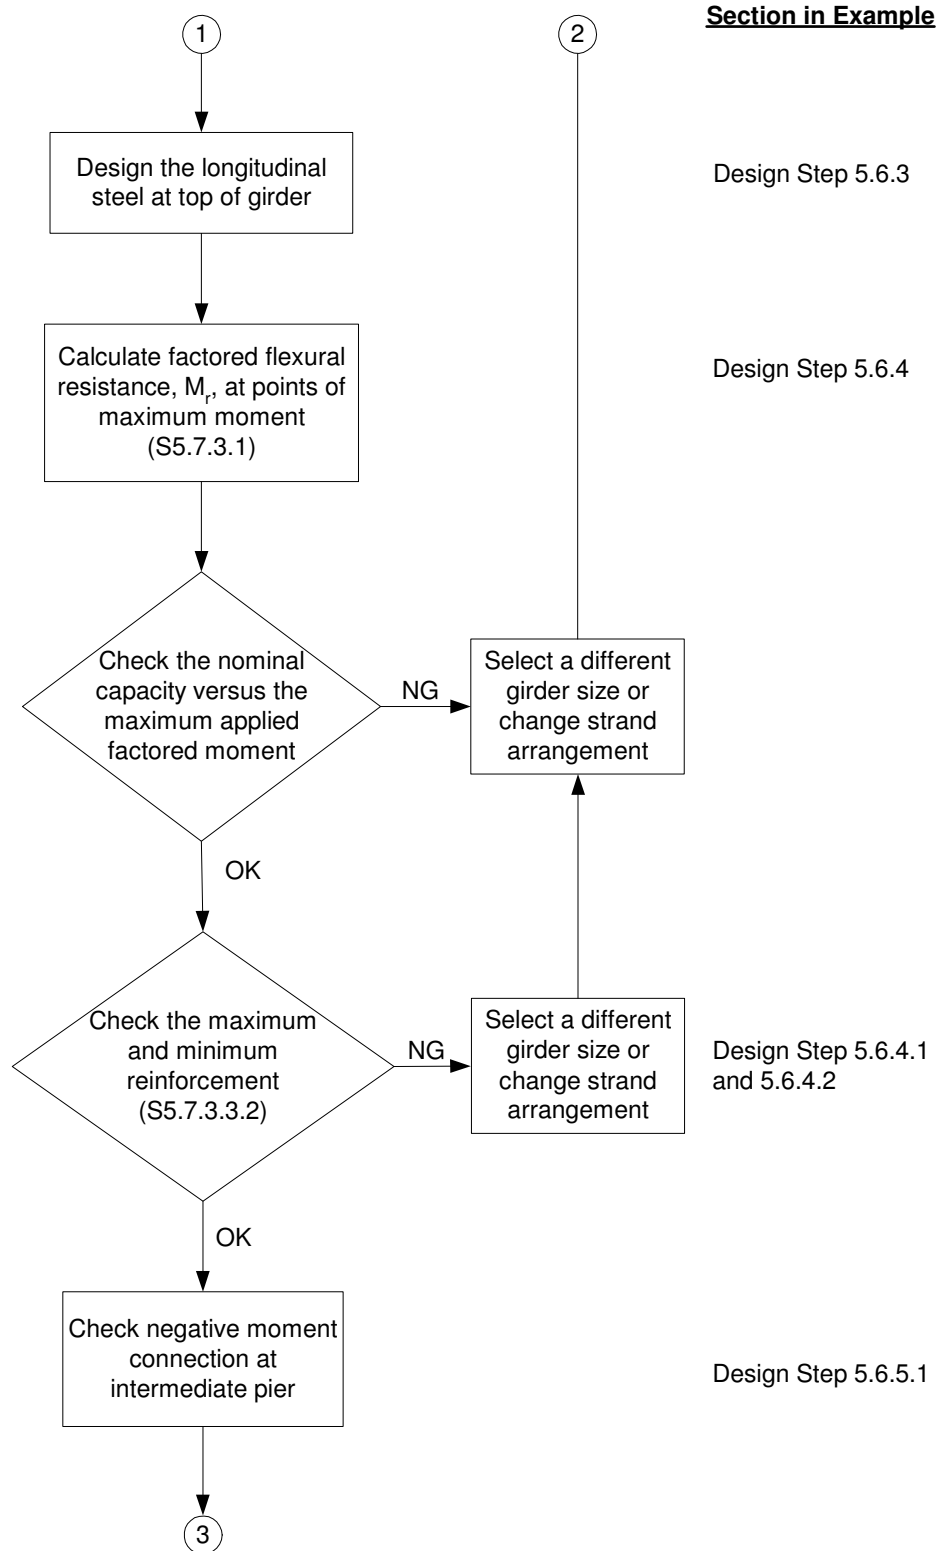 Section in Example
1
2
Design the longitudinal
steel at top of girder
Design Step 5.6.3
Calculate factored flexural
resistance, Mr, at points of
maximum moment
(S5.7.3.1)
Design Step 5.6.4
Check the nominal
capacity versus the
maximum applied
factored moment
NG
Select a different
girder size or
change strand
arrangement
OK
Check the maximum
and minimum
reinforcement
(S5.7.3.3.2)
NG
Select a different
girder size or
change strand
arrangement
Design Step 5.6.4.1
and 5.6.4.2
OK
Check negative moment
connection at
intermediate pier
Design Step 5.6.5.1
3